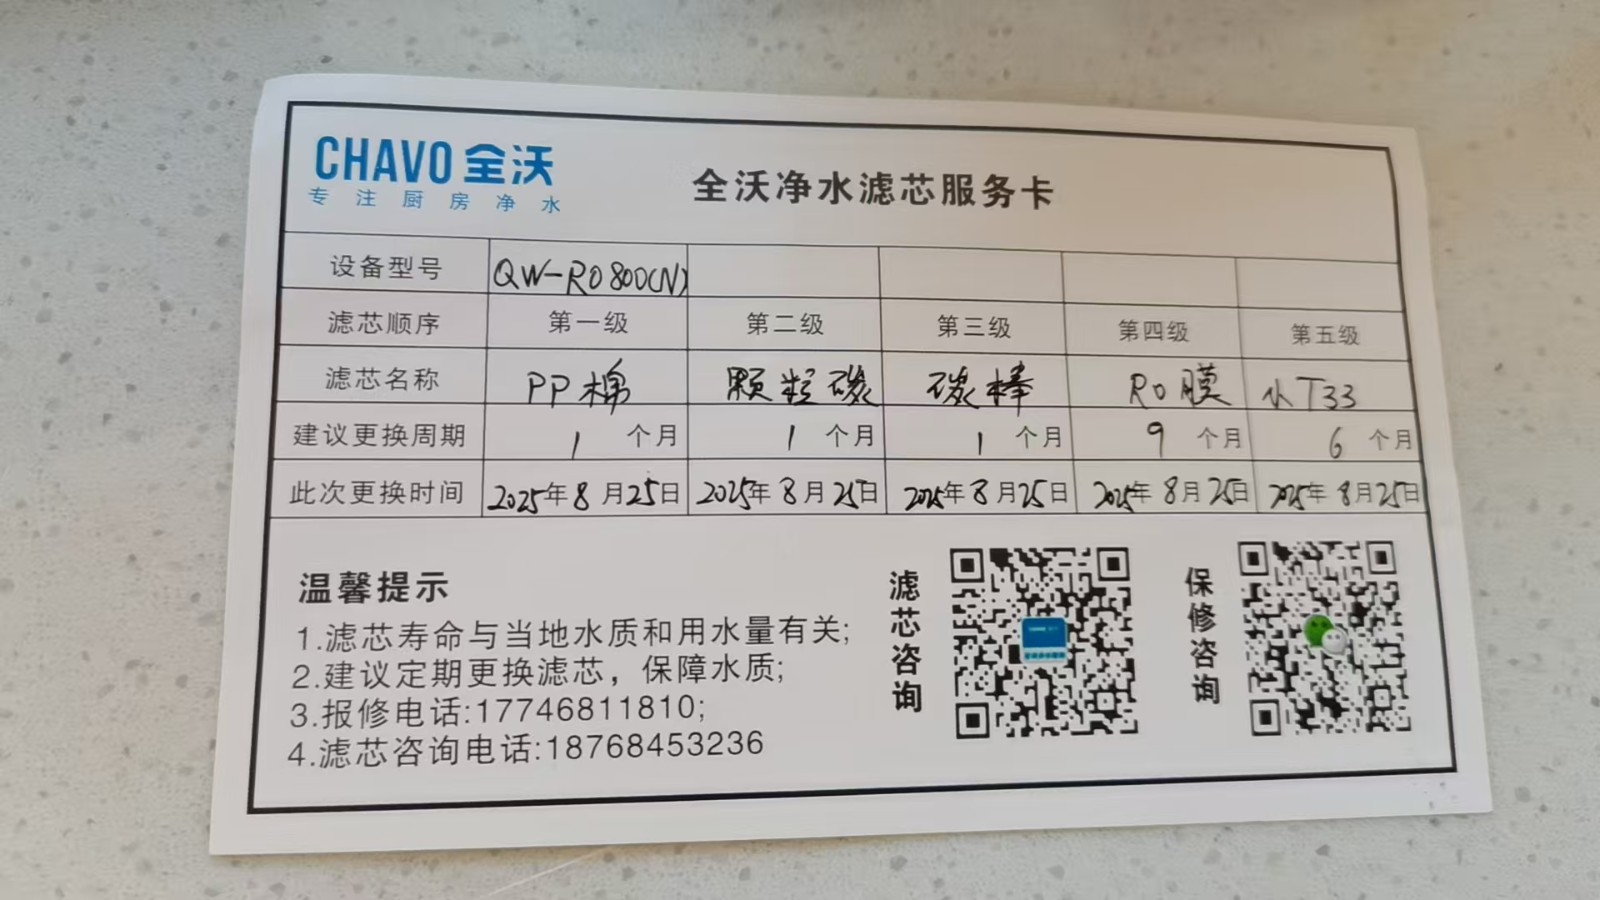 CHAVO 全沃
专注厨房净水
全沃净水滤芯服务卡
设备型号 QW-RO800(N)
滤芯顺序 第一级 第二级 第三级 第四级 第五级
滤芯名称 PP棉 颗粒碳 碳棒 RO膜 小T33
建议更换周期 1个月 1个月 1个月 9个月 6个月
此次更换时间 2025年8月25日 2025年8月25日 2025年8月25日 2025年8月25日 2025年8月25日
温馨提示
1.滤芯寿命与当地水质和用水量有关;
2.建议定期更换滤芯，保障水质;
3.报修电话:17746811810;
4.滤芯咨询电话:18768453236
滤芯咨询
保修咨询